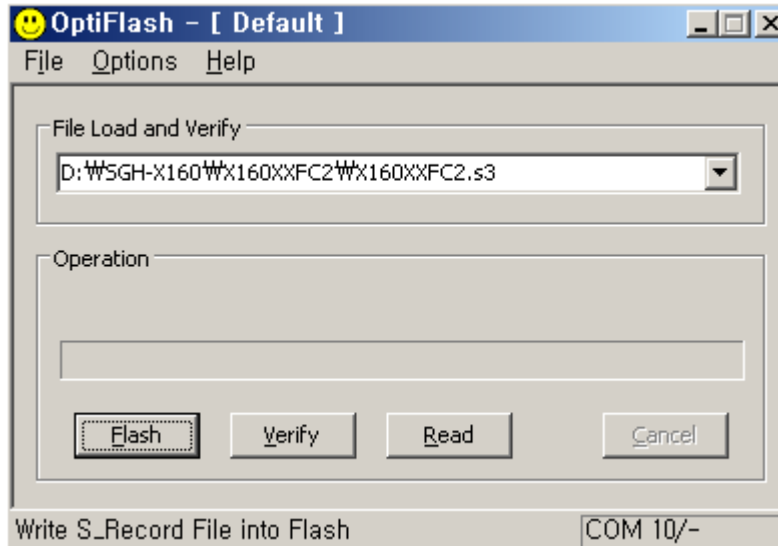 OptiFlash - [ Default ]
File Options Help
File Load and Verify
D:₩SGH-X160₩X160XXFC2₩X160XXFC2.s3
Operation
Flash Verify Read Cancel
Write S_Record File into Flash COM 10/-